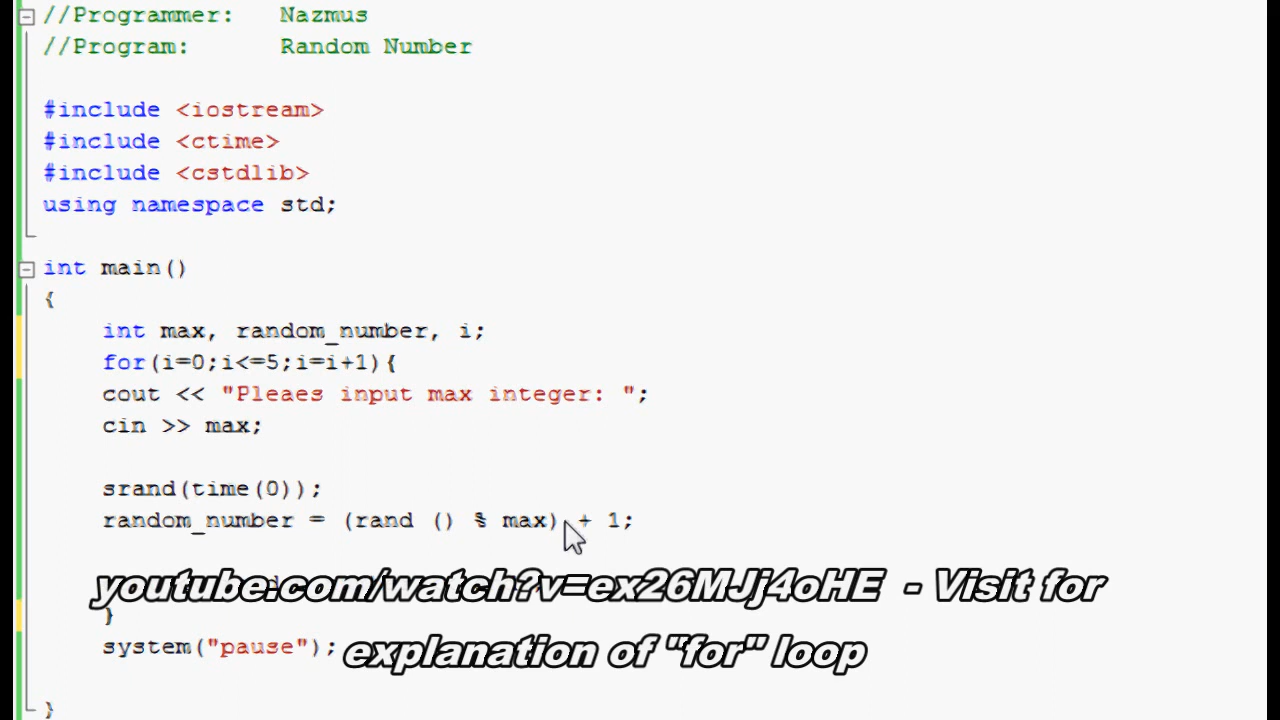 //Programmer:   Nazmus
//Program:      Random Number
#include <iostream>
#include <ctime>
#include <cstdlib>
using namespace std;
int main()
{
int max, random_number, i;
for(i=0;i<=5;i=i+1){
cout << "Pleaes input max integer: ";
cin >> max;
srand(time(0));
random_number = (rand () % max) + 1;
youtube.com/watch?v=ex26MJj4oHE  - Visit for
}
system("pause");
explanation of "for" loop
}